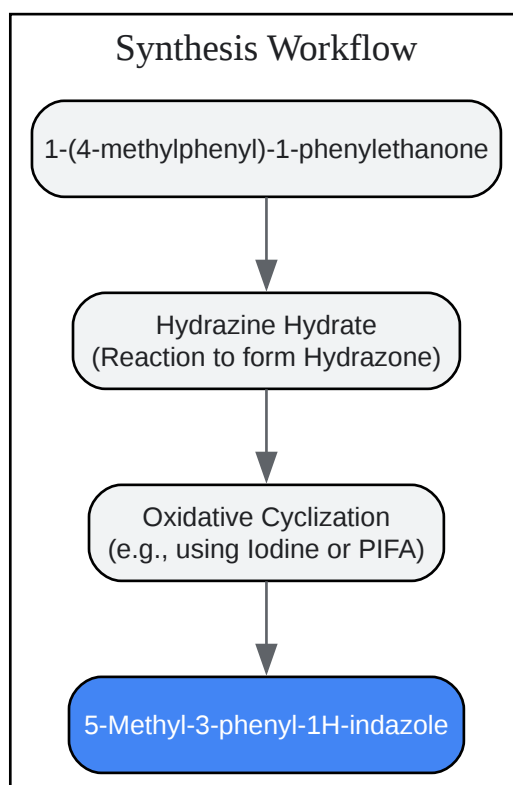 Synthesis Workflow
1-(4-methylphenyl)-1-phenylethanone
Hydrazine Hydrate
(Reaction to form Hydrazone)
Oxidative Cyclization
(e.g., using Iodine or PIFA)
5-Methyl-3-phenyl-1H-indazole